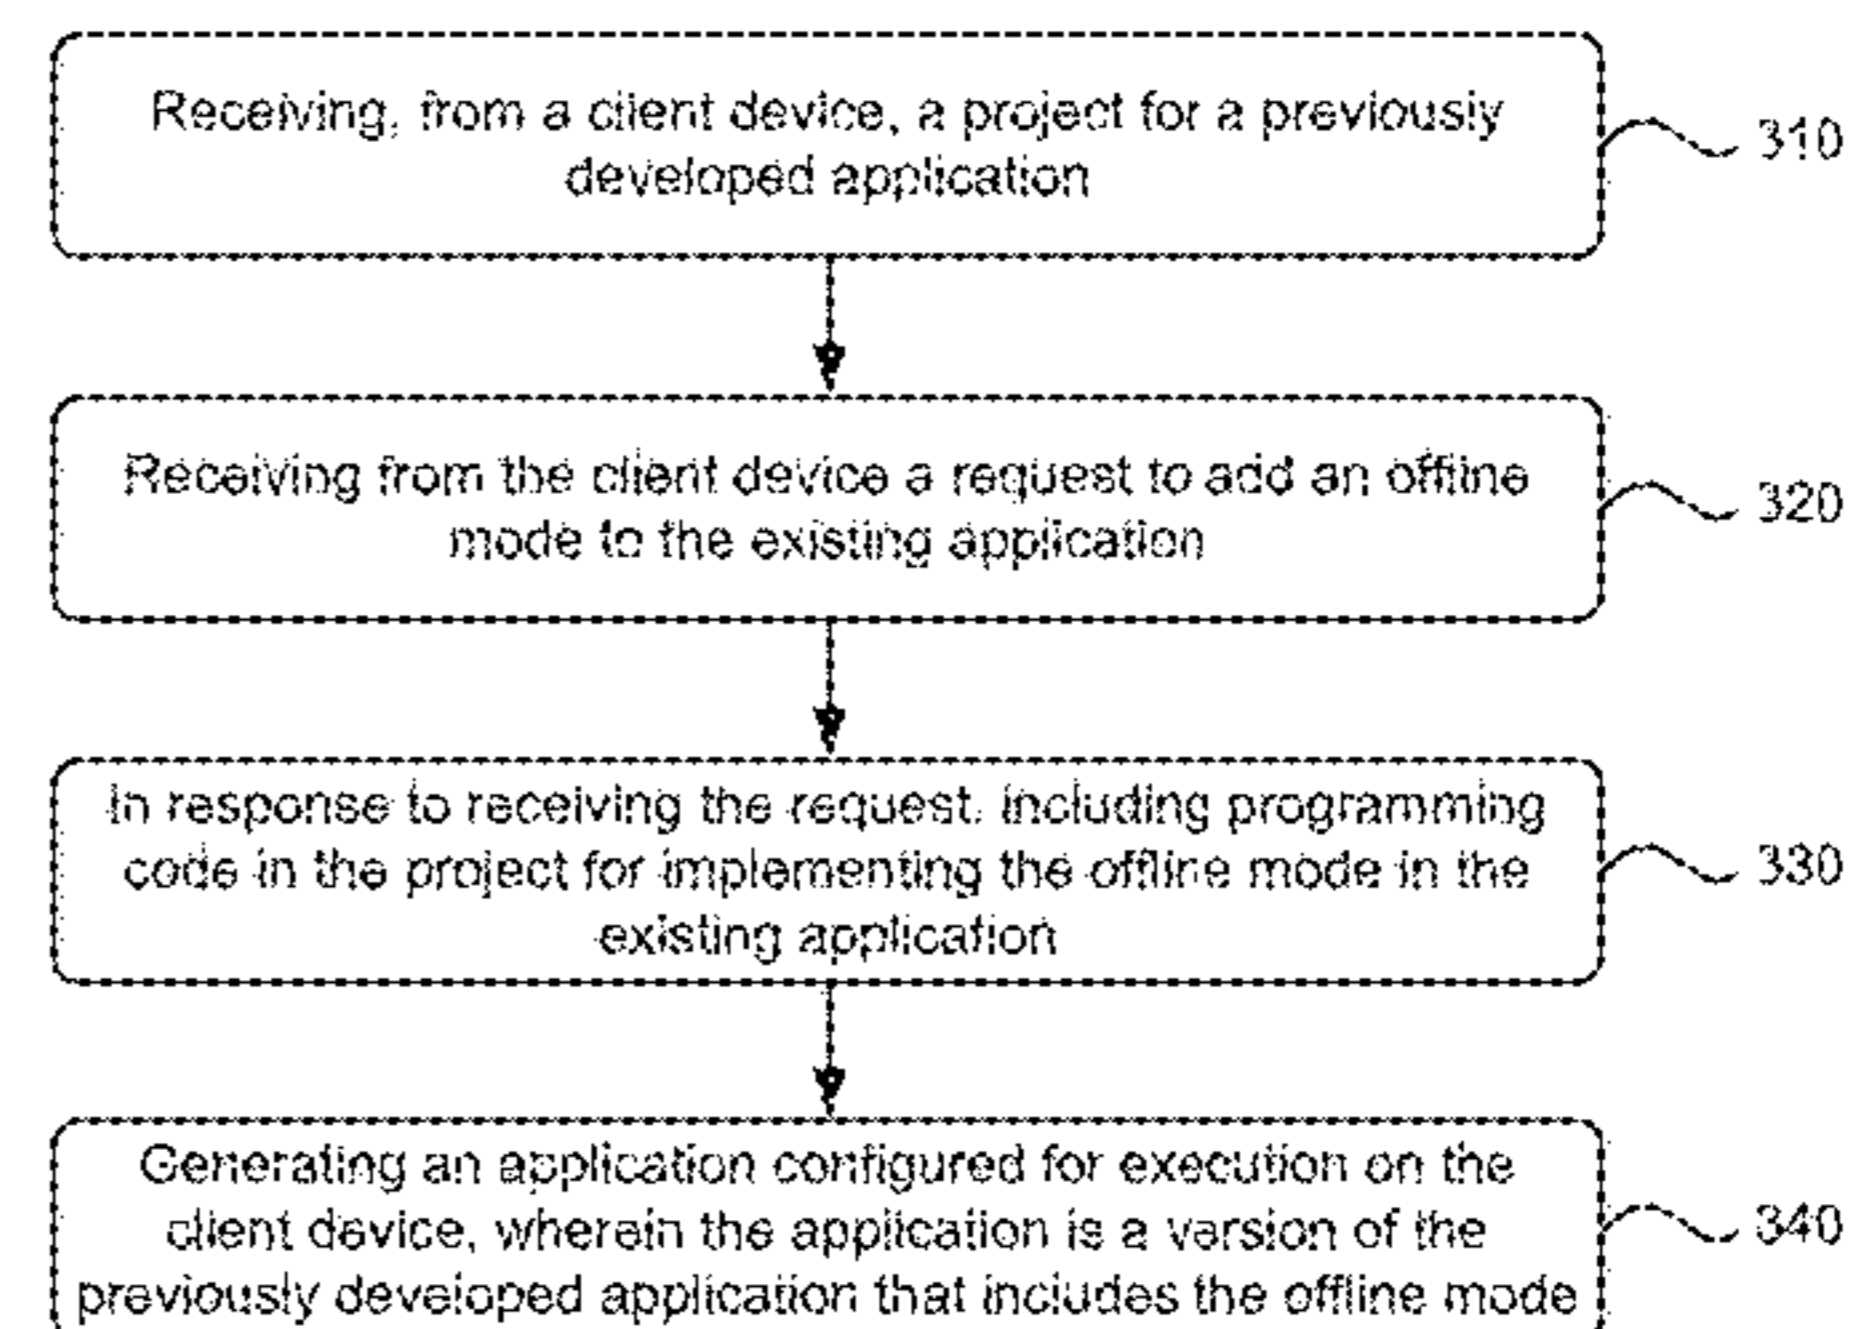 Receiving, from a client device, a project for a previously
developed application
310
Receiving from the client device a request to add an offline
mode to the existing application
320
In response to receiving the request, including programming
code in the project for implementing the offline mode in the
existing application
330
Generating an application configured for execution on the
client device, wherein the application is a version of the
previously developed application that includes the offline mode
340